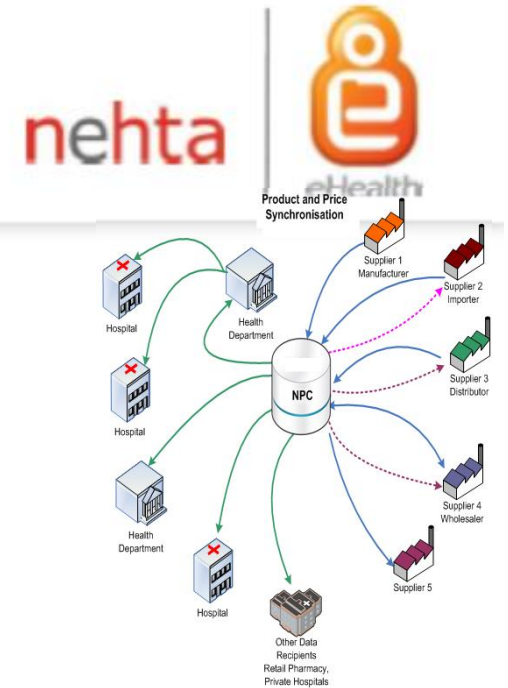 nehta
eHealth
Product and Price
Synchronisation
Supplier 1
Manufacturer
Supplier 2
Importer
Hospital
Health
Department
Supplier 3
Distributor
NPC
Hospital
Supplier 4
Wholesaler
Health
Department
Supplier 5
Hospital
Other Data
Recipients
Retail Pharmacy,
Private Hospitals